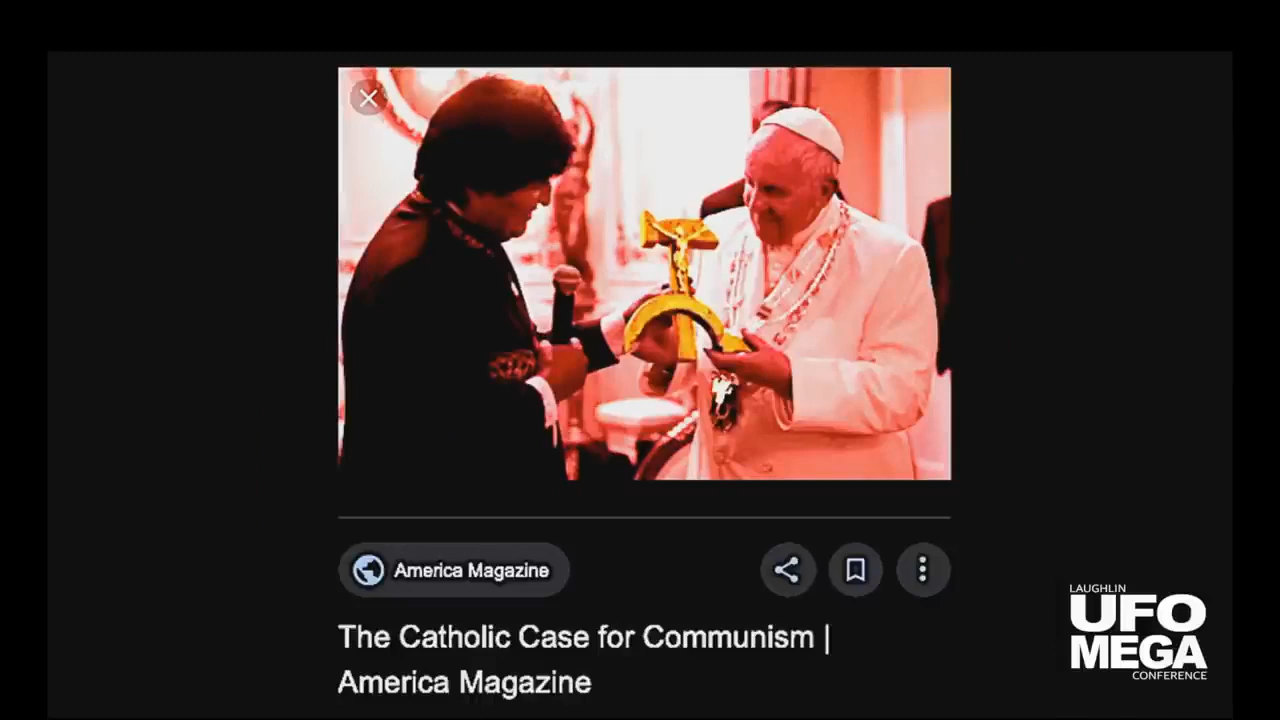 America Magazine
The Catholic Case for Communism |
America Magazine
LAUGHLIN
UFO
MEGA
CONFERENCE